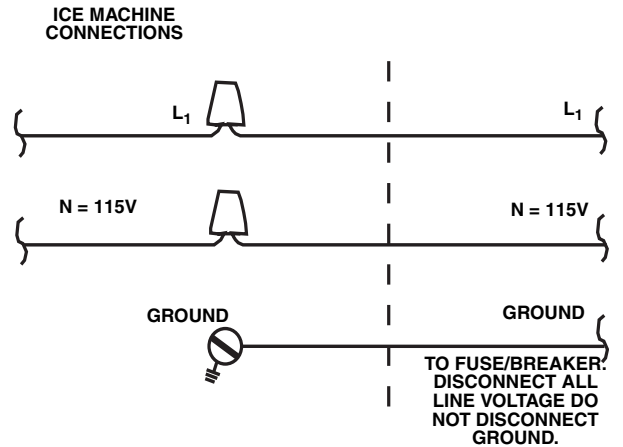 ICE MACHINE
CONNECTIONS
L1
L1
N = 115V
N = 115V
GROUND
GROUND
TO FUSE/BREAKER.
DISCONNECT ALL
LINE VOLTAGE DO
NOT DISCONNECT
GROUND.